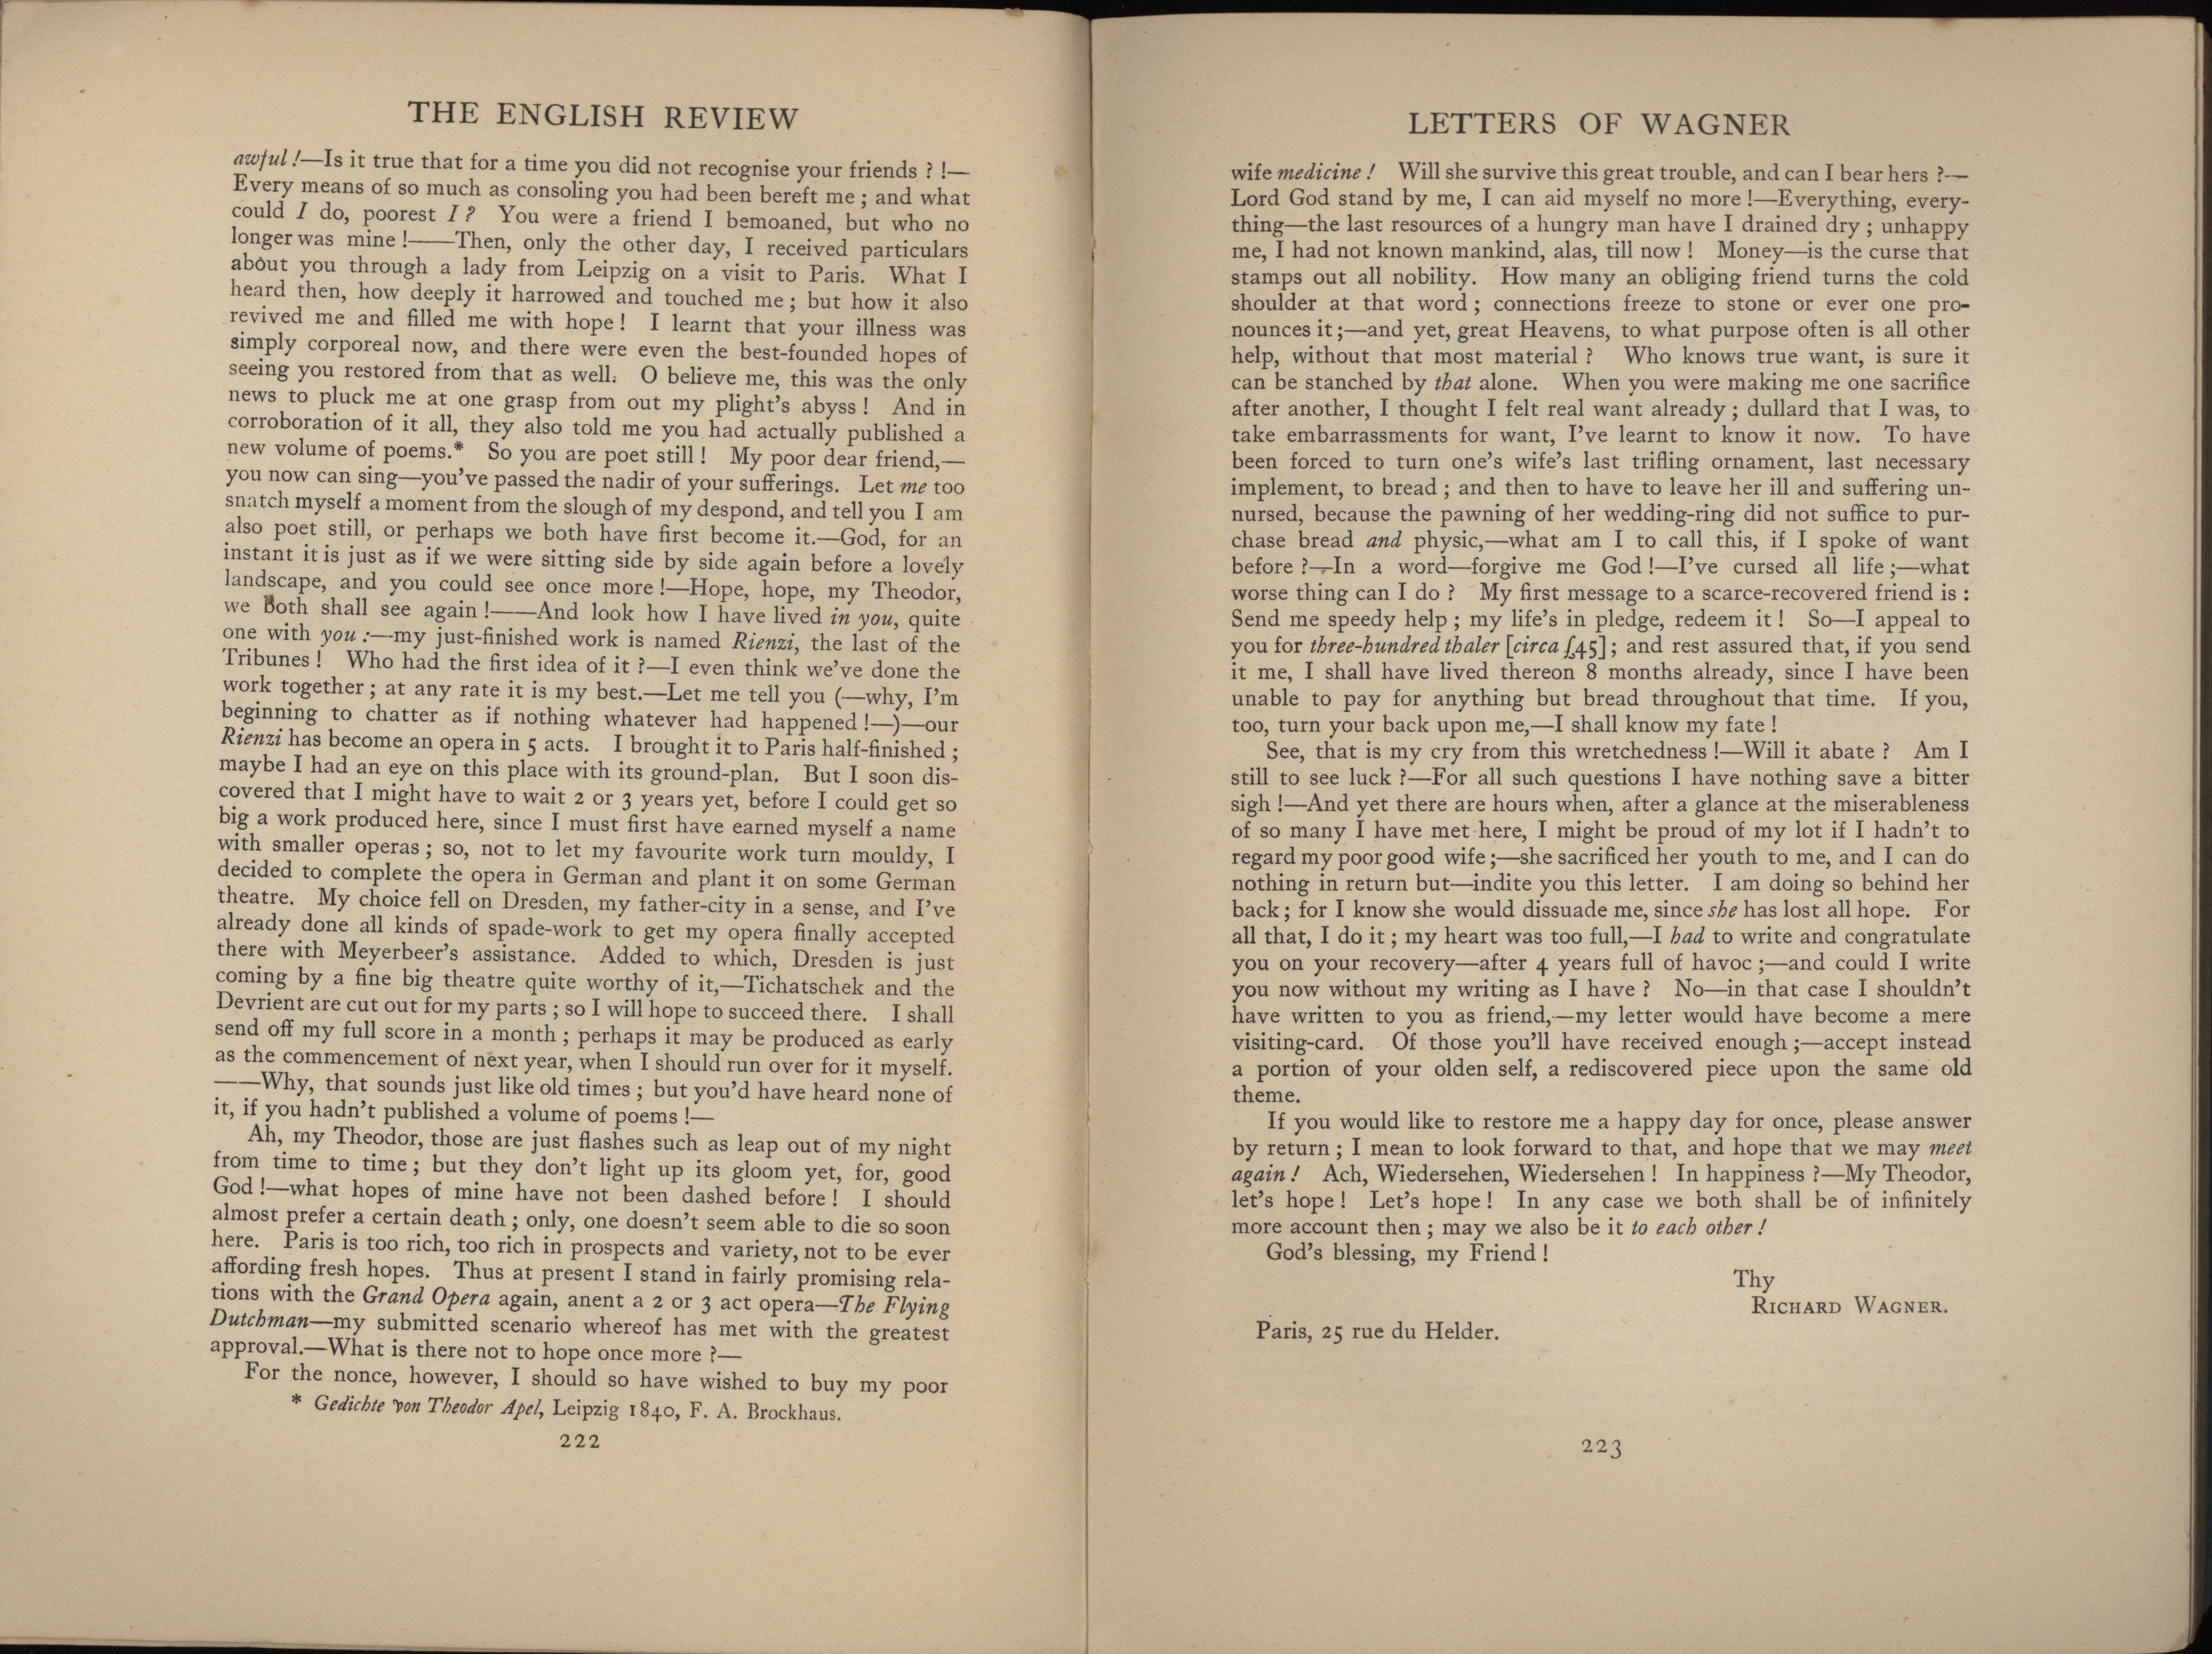 THE ENGLISH REVIEW
awful !—Is it true that for a time you did not recognise your friends ? !—
Every means of so much as consoling you had been bereft me ; and what
could I do, poorest I ? You were a friend I bemoaned, but who no
longer was mine !——Then, only the other day, I received particulars
about you through a lady from Leipzig on a visit to Paris. What I
heard then, how deeply it harrowed and touched me ; but how it also
revived me and filled me with hope ! I learnt that your illness was
simply corporeal now, and there were even the best-founded hopes of
seeing you restored from that as well. O believe me, this was the only
news to pluck me at one grasp from out my plight's abyss ! And in
corroboration of it all, they also told me you had actually published a
new volume of poems.* So you are poet still ! My poor dear friend,—
you now can sing—you've passed the nadir of your sufferings. Let me too
snatch myself a moment from the slough of my despond, and tell you I am
also poet still, or perhaps we both have first become it.—God, for an
instant it is just as if we were sitting side by side again before a lovely
landscape, and you could see once more !—Hope, hope, my Theodor,
we both shall see again !——And look how I have lived in you, quite
one with you :—my just-finished work is named Rienzi, the last of the
Tribunes ! Who had the first idea of it ?—I even think we've done the
work together ; at any rate it is my best.—Let me tell you (—why, I'm
beginning to chatter as if nothing whatever had happened !—)—our
Rienzi has become an opera in 5 acts. I brought it to Paris half-finished ;
maybe I had an eye on this place with its ground-plan. But I soon dis-
covered that I might have to wait 2 or 3 years yet, before I could get so
big a work produced here, since I must first have earned myself a name
with smaller operas ; so, not to let my favourite work turn mouldy, I
decided to complete the opera in German and plant it on some German
theatre. My choice fell on Dresden, my father-city in a sense, and I've
already done all kinds of spade-work to get my opera finally accepted
there with Meyerbeer's assistance. Added to which, Dresden is just
coming by a fine big theatre quite worthy of it,—Tichatschek and the
Devrient are cut out for my parts ; so I will hope to succeed there. I shall
send off my full score in a month ; perhaps it may be produced as early
as the commencement of next year, when I should run over for it myself.
——Why, that sounds just like old times ; but you'd have heard none of
it, if you hadn't published a volume of poems !—
Ah, my Theodor, those are just flashes such as leap out of my night
from time to time ; but they don't light up its gloom yet, for, good
God !—what hopes of mine have not been dashed before ! I should
almost prefer a certain death ; only, one doesn't seem able to die so soon
here. Paris is too rich, too rich in prospects and variety, not to be ever
affording fresh hopes. Thus at present I stand in fairly promising rela-
tions with the Grand Opera again, anent a 2 or 3 act opera—The Flying
Dutchman—my submitted scenario whereof has met with the greatest
approval.—What is there not to hope once more ?—
For the nonce, however, I should so have wished to buy my poor
* Gedichte von Theodor Apel, Leipzig 1840, F. A. Brockhaus.
222
LETTERS OF WAGNER
wife medicine ! Will she survive this great trouble, and can I bear hers ?—
Lord God stand by me, I can aid myself no more !—Everything, every-
thing—the last resources of a hungry man have I drained dry ; unhappy
me, I had not known mankind, alas, till now ! Money—is the curse that
stamps out all nobility. How many an obliging friend turns the cold
shoulder at that word ; connections freeze to stone or ever one pro-
nounces it ;—and yet, great Heavens, to what purpose often is all other
help, without that most material ? Who knows true want, is sure it
can be stanched by that alone. When you were making me one sacrifice
after another, I thought I felt real want already ; dullard that I was, to
take embarrassments for want, I've learnt to know it now. To have
been forced to turn one's wife's last trifling ornament, last necessary
implement, to bread ; and then to have to leave her ill and suffering un-
nursed, because the pawning of her wedding-ring did not suffice to pur-
chase bread and physic,—what am I to call this, if I spoke of want
before ?—In a word—forgive me God !—I've cursed all life ;—what
worse thing can I do ? My first message to a scarce-recovered friend is :
Send me speedy help ; my life's in pledge, redeem it ! So—I appeal to
you for three-hundred thaler [circa £45] ; and rest assured that, if you send
it me, I shall have lived thereon 8 months already, since I have been
unable to pay for anything but bread throughout that time. If you,
too, turn your back upon me,—I shall know my fate !
See, that is my cry from this wretchedness !—Will it abate ? Am I
still to see luck ?—For all such questions I have nothing save a bitter
sigh !—And yet there are hours when, after a glance at the miserableness
of so many I have met here, I might be proud of my lot if I hadn't to
regard my poor good wife ;—she sacrificed her youth to me, and I can do
nothing in return but—indite you this letter. I am doing so behind her
back ; for I know she would dissuade me, since she has lost all hope. For
all that, I do it ; my heart was too full,—I had to write and congratulate
you on your recovery—after 4 years full of havoc ;—and could I write
you now without my writing as I have ? No—in that case I shouldn't
have written to you as friend,—my letter would have become a mere
visiting-card. Of those you'll have received enough ;—accept instead
a portion of your olden self, a rediscovered piece upon the same old
theme.
If you would like to restore me a happy day for once, please answer
by return ; I mean to look forward to that, and hope that we may meet
again ! Ach, Wiedersehen, Wiedersehen ! In happiness ?—My Theodor,
let's hope ! Let's hope ! In any case we both shall be of infinitely
more account then ; may we also be it to each other !
God's blessing, my Friend !
Thy
RICHARD WAGNER.
Paris, 25 rue du Helder.
223